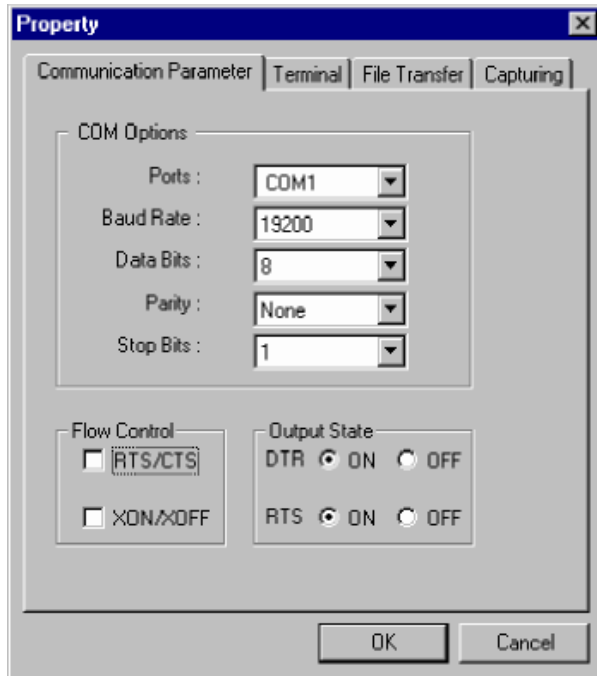 Property
Communication Parameter Terminal File Transfer Capturing
COM Options
Ports : COM1
Baud Rate : 19200
Data Bits : 8
Parity : None
Stop Bits : 1
Flow Control
RTS/CTS
XON/XOFF
Output State
DTR ON OFF
RTS ON OFF
OK Cancel